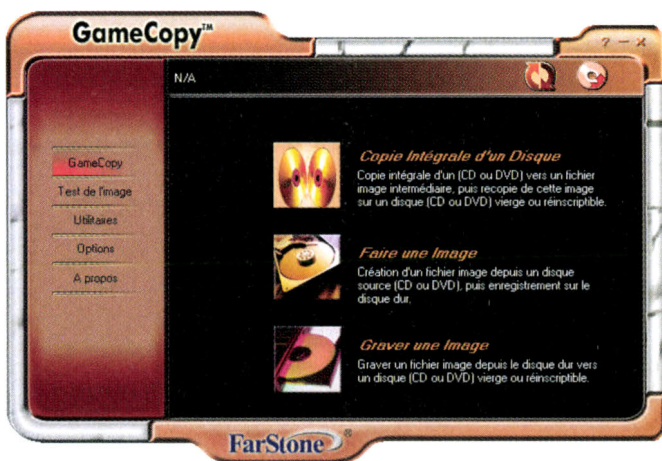 GameCopy™
? – x
N/A
GameCopy
Test de l'image
Utilitaires
Options
A propos
Copie Intégrale d'un Disque
Copie intégrale d'un (CD ou DVD) vers un fichier
image intermédiaire, puis recopie de cette image
sur un disque (CD ou DVD) vierge ou réinscriptible.
Faire une Image
Création d'un fichier image depuis un disque
source (CD ou DVD), puis enregistrement sur le
disque dur.
Graver une Image
Graver un fichier image depuis le disque dur vers
un disque (CD ou DVD) vierge ou réinscriptible.
FarStone®